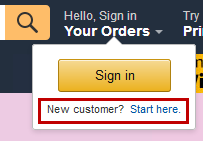 Hello, Sign in
Your Orders
Try
Pri
Sign in
New customer? Start here.